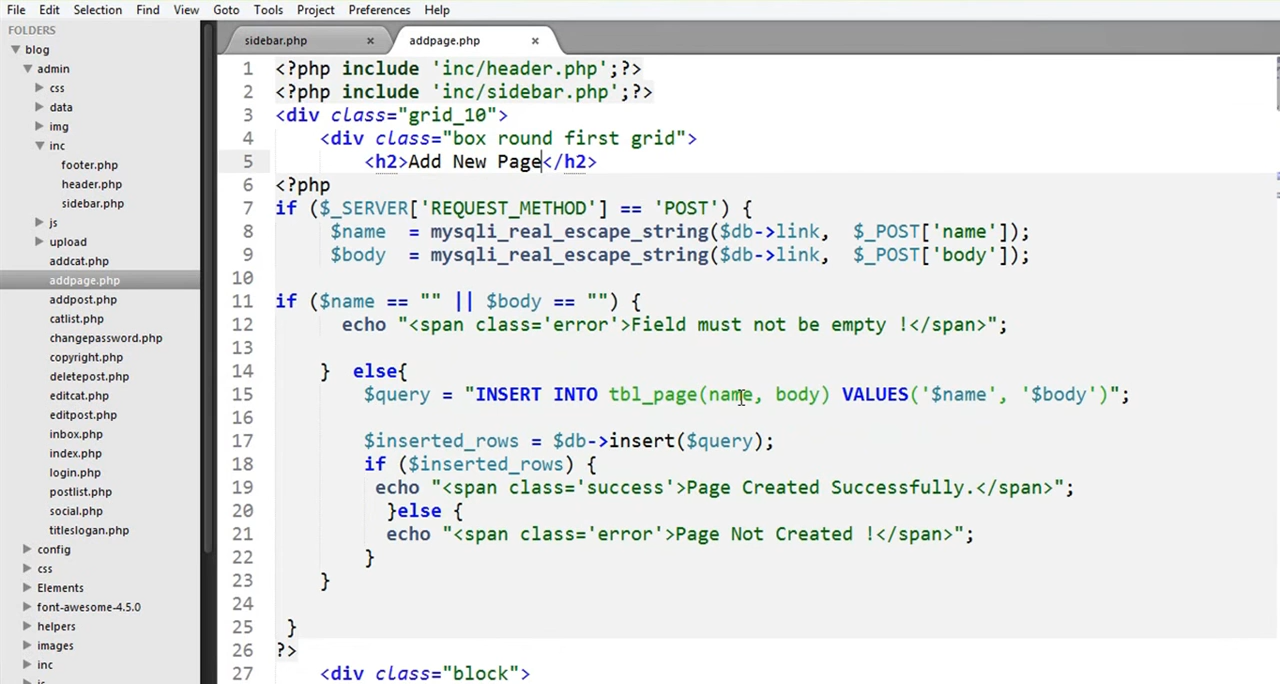 File Edit Selection Find View Goto Tools Project Preferences Help
FOLDERS
blog
admin
css
data
img
inc
footer.php
header.php
sidebar.php
js
upload
addcat.php
addpage.php
addpost.php
catlist.php
changepassword.php
copyright.php
deletepost.php
editcat.php
editpost.php
inbox.php
index.php
login.php
postlist.php
social.php
titleslogan.php
config
css
Elements
font-awesome-4.5.0
helpers
images
inc
sidebar.php × addpage.php ×
1 <?php include 'inc/header.php';?>
2 <?php include 'inc/sidebar.php';?>
3 <div class="grid_10">
4 <div class="box round first grid">
5 <h2>Add New Page</h2>
6 <?php
7 if ($_SERVER['REQUEST_METHOD'] == 'POST') {
8 $name = mysqli_real_escape_string($db->link, $_POST['name']);
9 $body = mysqli_real_escape_string($db->link, $_POST['body']);
10
11 if ($name == "" || $body == "") {
12 echo "<span class='error'>Field must not be empty !</span>";
13
14 } else{
15 $query = "INSERT INTO tbl_page(name, body) VALUES('$name', '$body')";
16
17 $inserted_rows = $db->insert($query);
18 if ($inserted_rows) {
19 echo "<span class='success'>Page Created Successfully.</span>";
20 }else {
21 echo "<span class='error'>Page Not Created !</span>";
22 }
23 }
24
25 }
26 ?>
27 <div class="block">